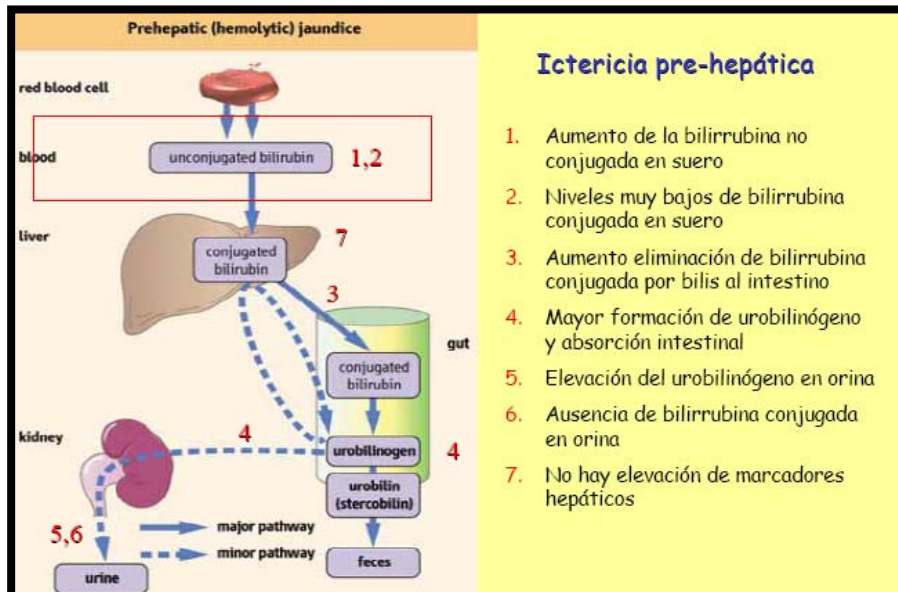 Prehepatic (hemolytic) jaundice
red blood cell
blood
unconjugated bilirubin
1,2
liver
7
conjugated
bilirubin
3
gut
conjugated
bilirubin
kidney
4
urobilinogen
4
urobilin
(stercobilin)
5,6
major pathway
minor pathway
feces
urine
Ictericia pre-hepática
1. Aumento de la bilirrubina no
conjugada en suero
2. Niveles muy bajos de bilirrubina
conjugada en suero
3. Aumento eliminación de bilirrubina
conjugada por bilis al intestino
4. Mayor formación de urobilinógeno
y absorción intestinal
5. Elevación del urobilinógeno en orina
6. Ausencia de bilirrubina conjugada
en orina
7. No hay elevación de marcadores
hepáticos